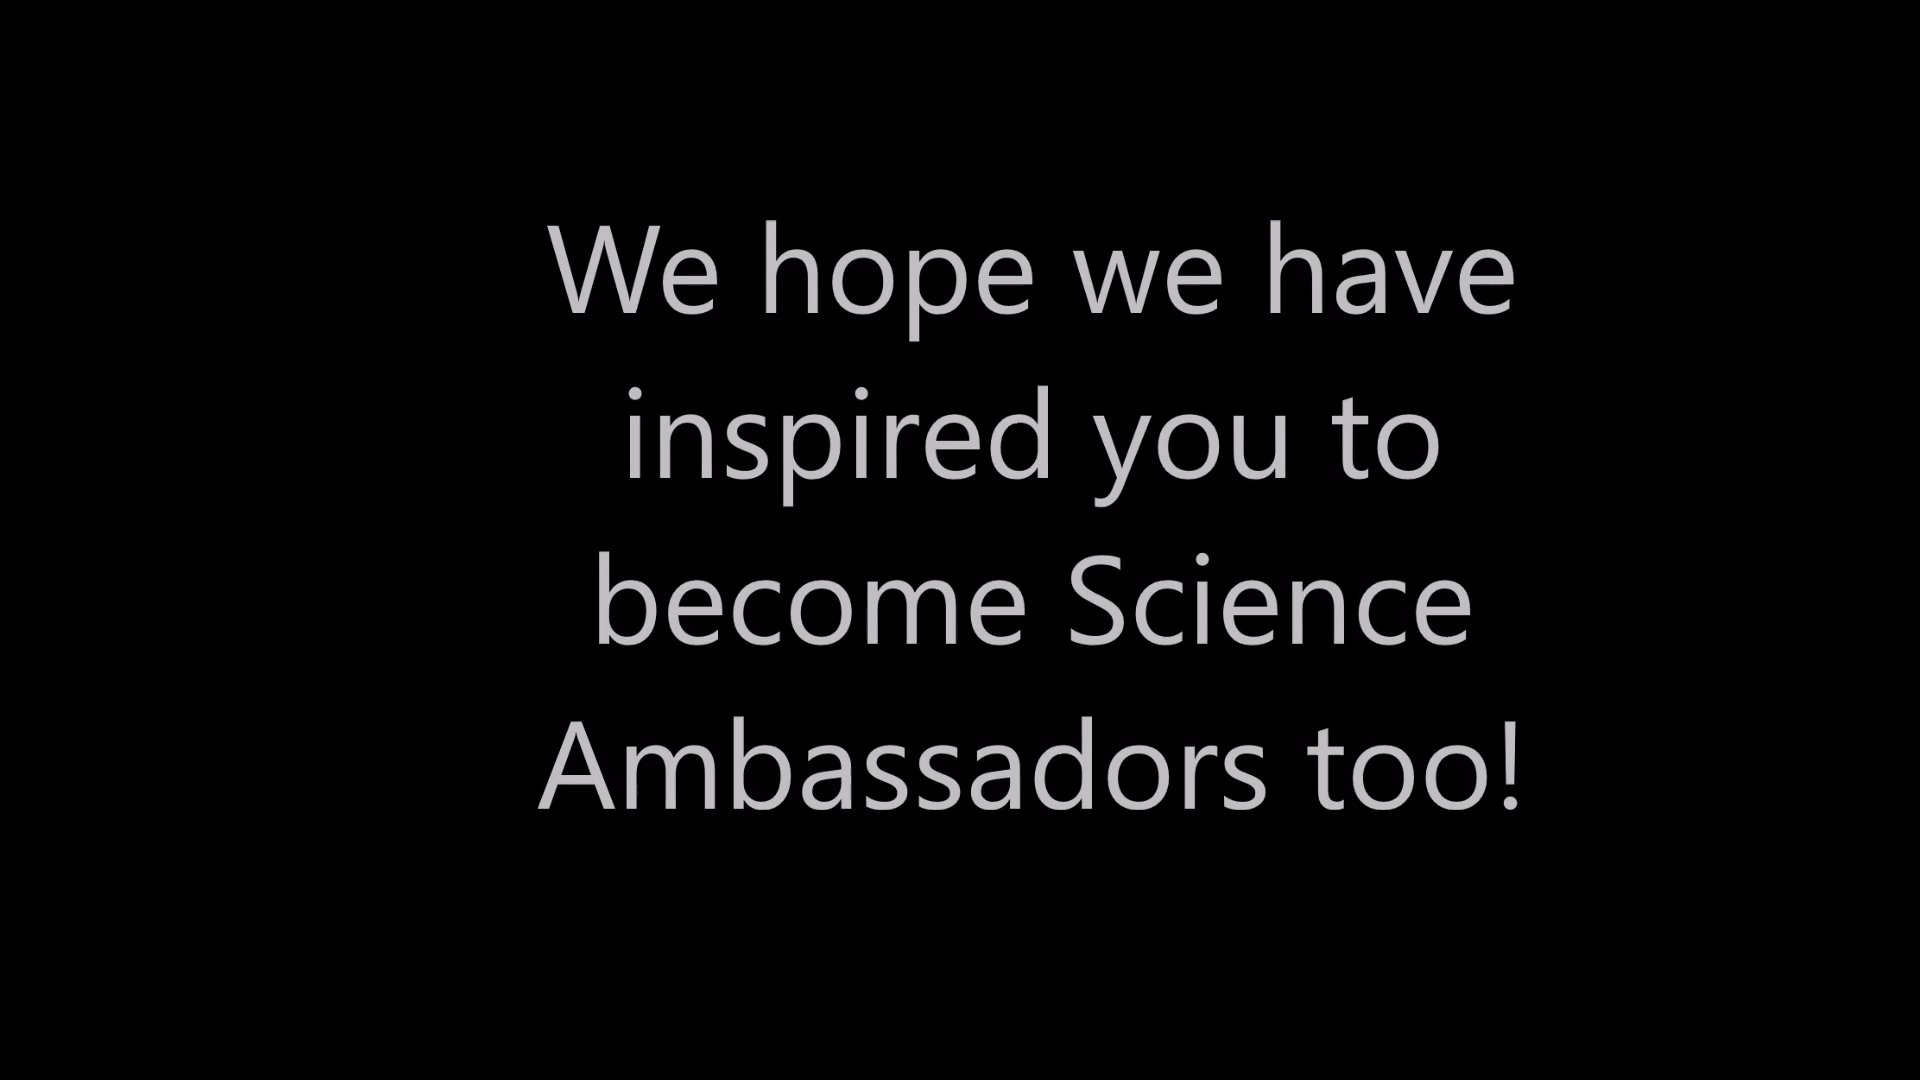 We hope we have
inspired you to
become Science
Ambassadors too!